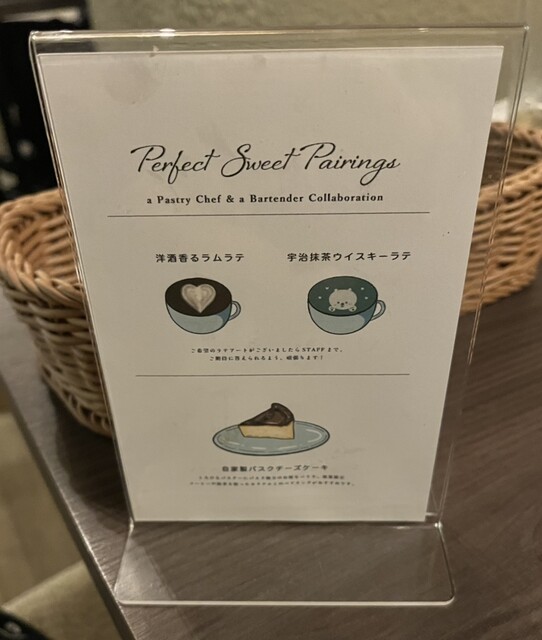 Perfect Sweet Pairings
a Pastry Chef & a Bartender Collaboration
洋酒香るラムラテ
宇治抹茶ウイスキーラテ
ご希望のラテアートがございましたらSTAFFまで。
ご期待に答えられるよう、頑張ります!
自家製バスクチーズケーキ